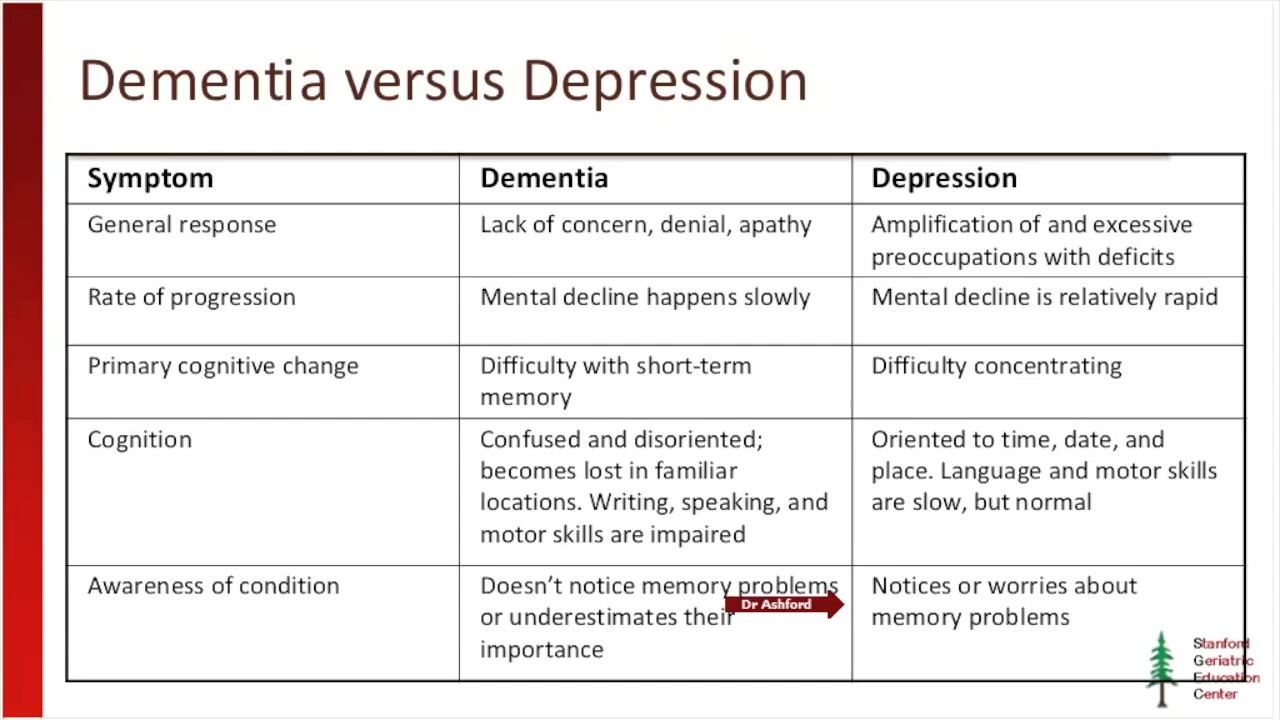 Dementia versus Depression
Symptom
Dementia
Depression
General response
Lack of concern, denial, apathy
Amplification of and excessive
preoccupations with deficits
Rate of progression
Mental decline happens slowly
Mental decline is relatively rapid
Primary cognitive change
Difficulty with short-term
memory
Difficulty concentrating
Cognition
Confused and disoriented;
becomes lost in familiar
locations. Writing, speaking, and
motor skills are impaired
Oriented to time, date, and
place. Language and motor skills
are slow, but normal
Awareness of condition
Doesn’t notice memory problems
or underestimates their
importance
Dr Ashford
Notices or worries about
memory problems
Stanford
Geriatric
Education
Center